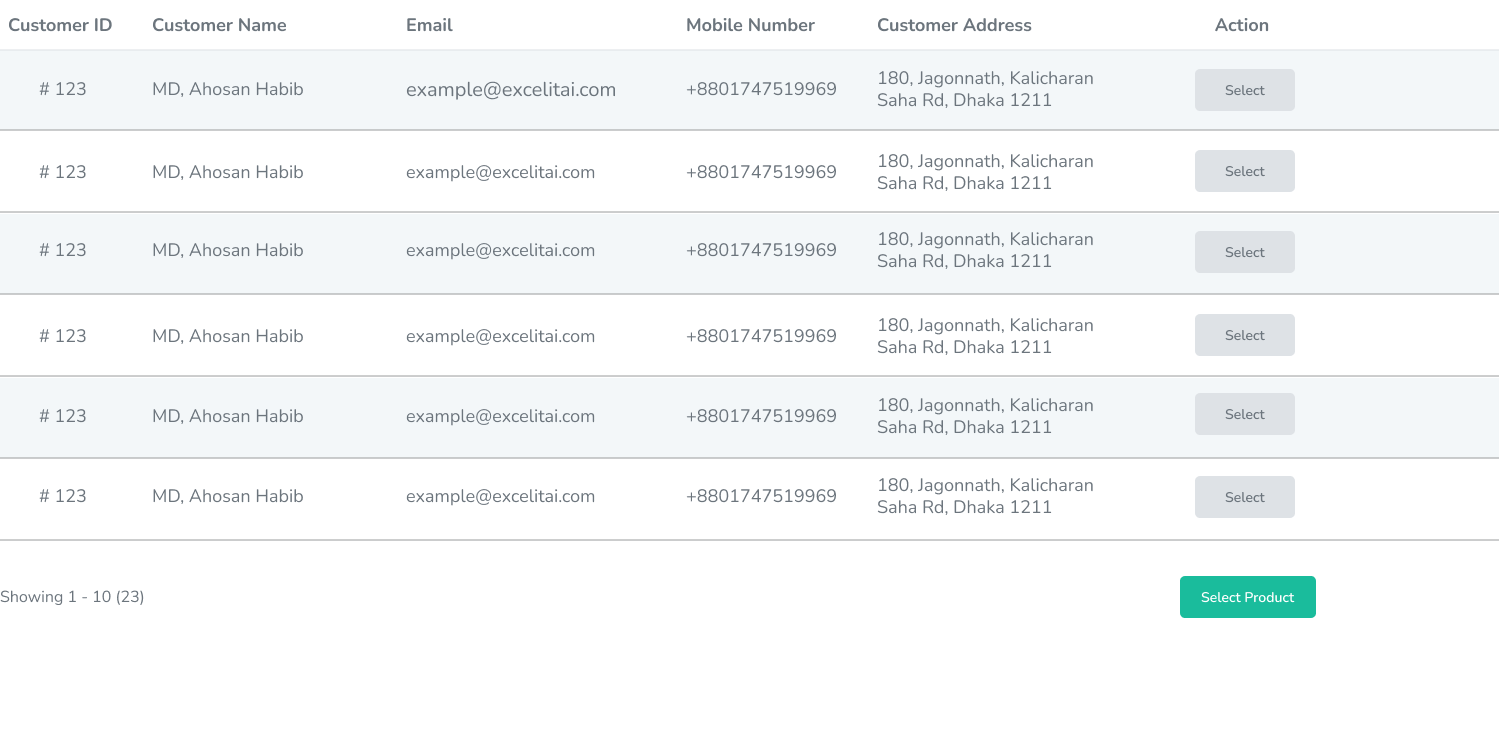 Customer ID Customer Name Email Mobile Number Customer Address Action
# 123 MD, Ahosan Habib example@excelitai.com +8801747519969 180, Jagonnath, Kalicharan Select
Saha Rd, Dhaka 1211
# 123 MD, Ahosan Habib example@excelitai.com +8801747519969 180, Jagonnath, Kalicharan Select
Saha Rd, Dhaka 1211
# 123 MD, Ahosan Habib example@excelitai.com +8801747519969 180, Jagonnath, Kalicharan Select
Saha Rd, Dhaka 1211
# 123 MD, Ahosan Habib example@excelitai.com +8801747519969 180, Jagonnath, Kalicharan Select
Saha Rd, Dhaka 1211
# 123 MD, Ahosan Habib example@excelitai.com +8801747519969 180, Jagonnath, Kalicharan Select
Saha Rd, Dhaka 1211
# 123 MD, Ahosan Habib example@excelitai.com +8801747519969 180, Jagonnath, Kalicharan Select
Saha Rd, Dhaka 1211
Showing 1 - 10 (23) Select Product